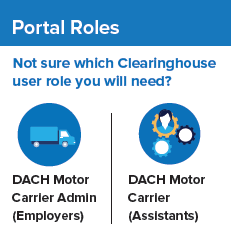 Portal Roles
Not sure which Clearinghouse
user role you will need?
DACH Motor
Carrier Admin
(Employers)
DACH Motor
Carrier
(Assistants)